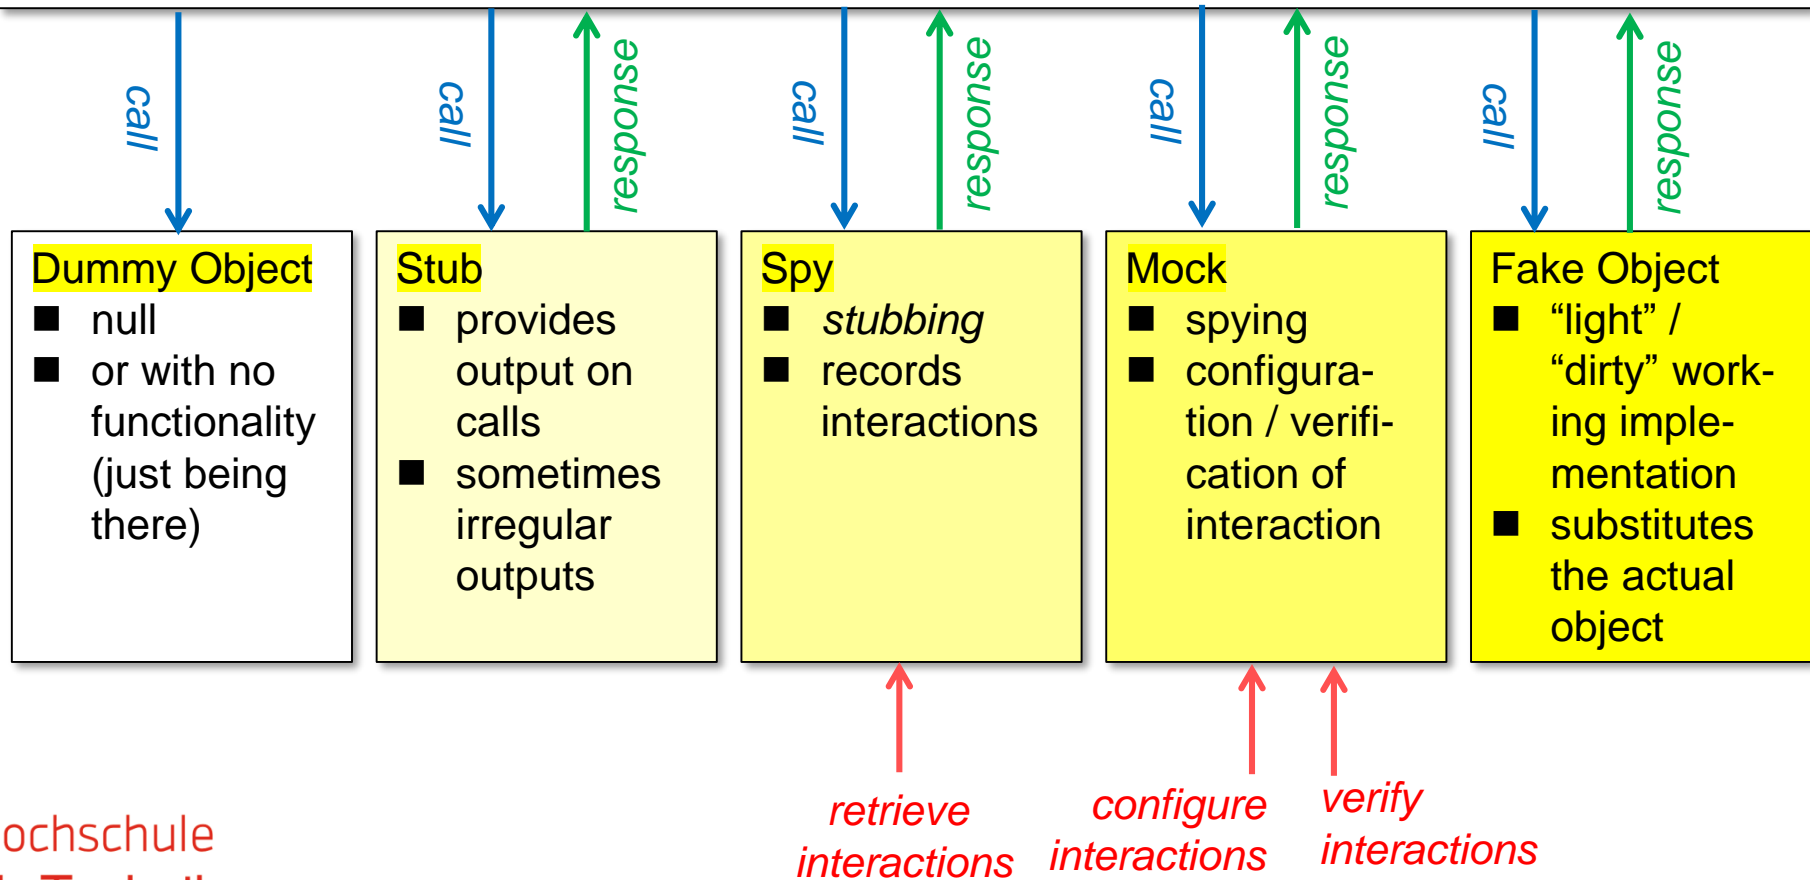 call
call
response
call
response
call
response
call
response
Dummy Object
■ null
■ or with no
functionality
(just being
there)
Stub
■ provides
output on
calls
■ sometimes
irregular
outputs
Spy
■ stubbing
■ records
interactions
Mock
■ spying
■ configura-
tion / verifi-
cation of
interaction
Fake Object
■ “light” /
“dirty” work-
ing imple-
mentation
■ substitutes
the actual
object
retrieve
interactions
configure
interactions
verify
interactions
ochschule